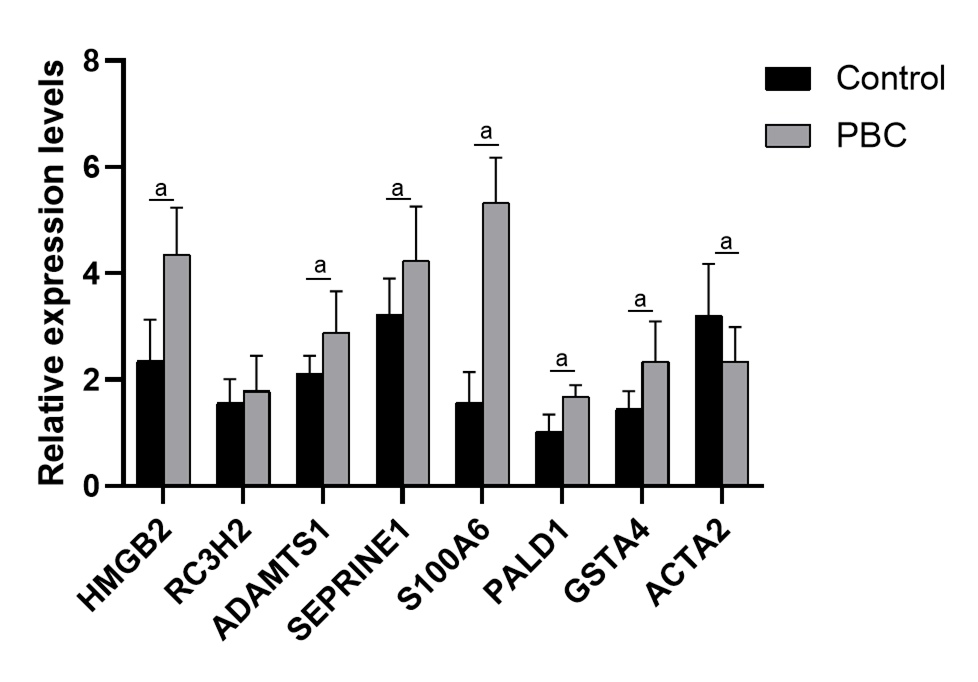 Relative expression levels
8
6
4
2
0
a
a
a
a
a
a
a
HMGB2
RC3H2
ADAMTS1
SEPRINE1
S100A6
PALD1
GSTA4
ACTA2
Control
PBC